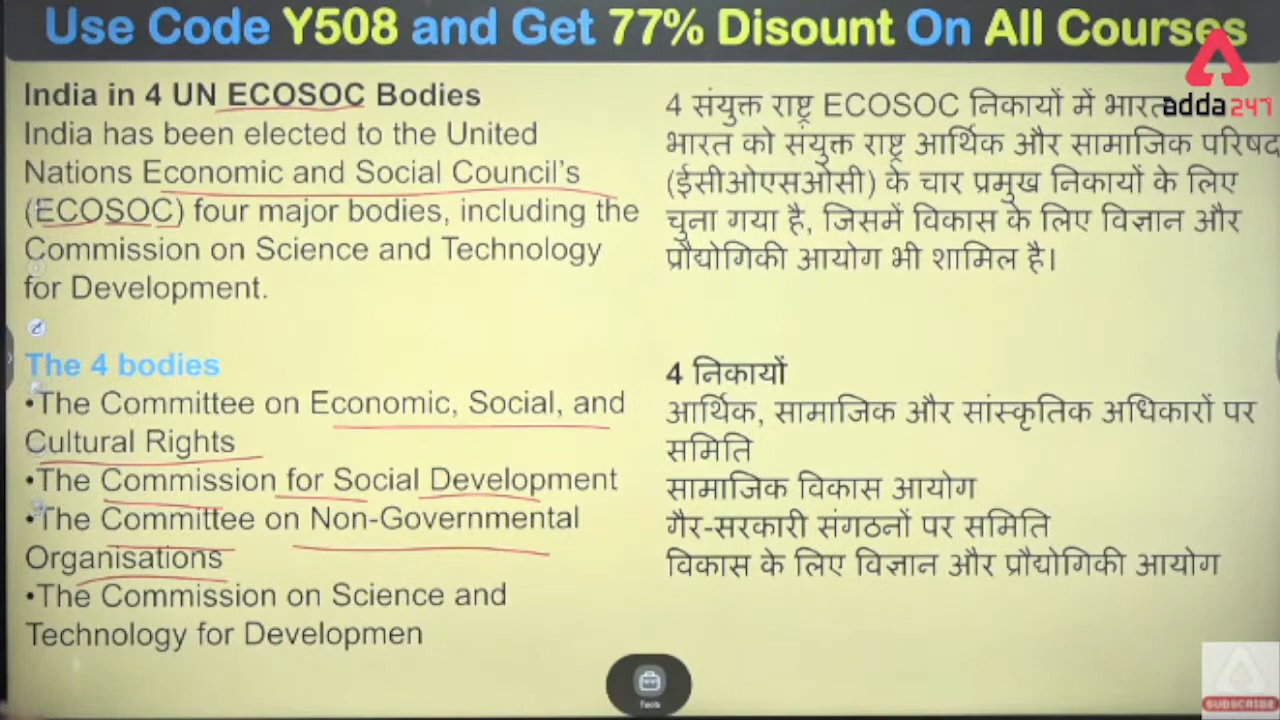 Use Code Y508 and Get 77% Disount On All Courses
adda247
India in 4 UN ECOSOC Bodies
India has been elected to the United
Nations Economic and Social Council's
(ECOSOC) four major bodies, including the
Commission on Science and Technology
for Development.
The 4 bodies
•The Committee on Economic, Social, and
Cultural Rights
•The Commission for Social Development
•The Committee on Non-Governmental
Organisations
•The Commission on Science and
Technology for Developmen
4 संयुक्त राष्ट्र ECOSOC निकायों में भारत
भारत को संयुक्त राष्ट्र आर्थिक और सामाजिक परिषद
(ईसीओएसओसी) के चार प्रमुख निकायों के लिए
चुना गया है, जिसमें विकास के लिए विज्ञान और
प्रौद्योगिकी आयोग भी शामिल है।
4 निकायों
आर्थिक, सामाजिक और सांस्कृतिक अधिकारों पर
समिति
सामाजिक विकास आयोग
गैर-सरकारी संगठनों पर समिति
विकास के लिए विज्ञान और प्रौद्योगिकी आयोग
Tools
SUBSCRIBE